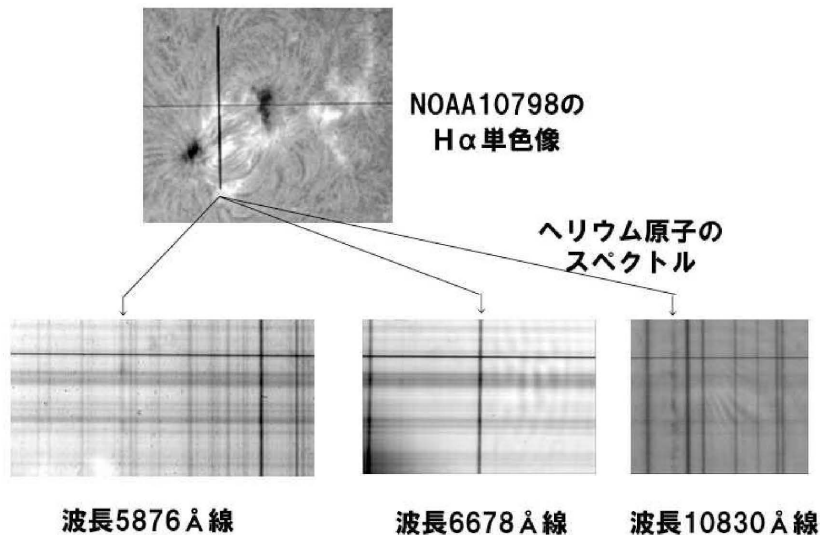 NOAA10798の
Hα単色像
ヘリウム原子の
スペクトル
波長5876Å線
波長6678Å線
波長10830Å線